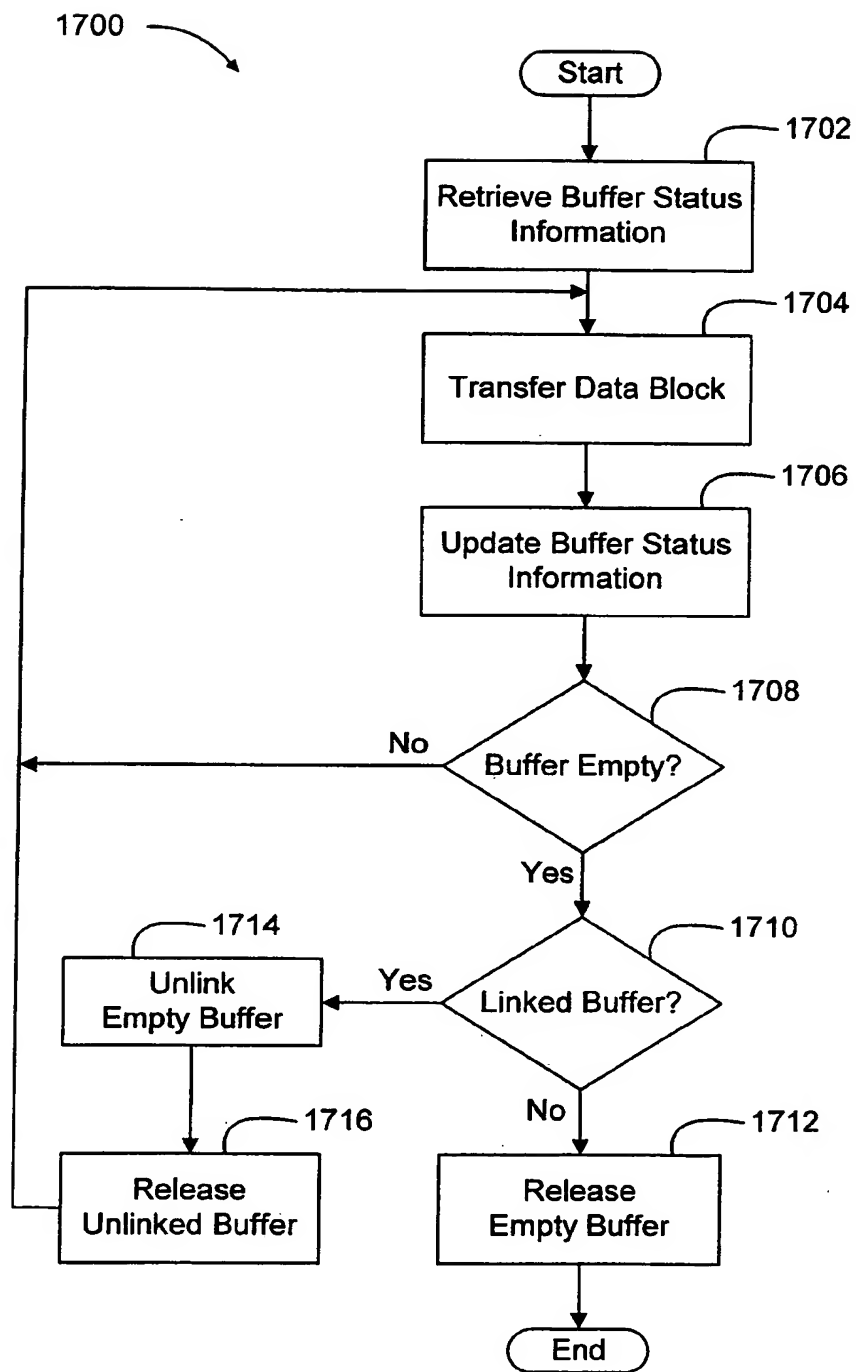 1700
Start
1702
Retrieve Buffer Status
Information
1704
Transfer Data Block
1706
Update Buffer Status
Information
1708
No
Buffer Empty?
Yes
1714
1710
Unlink
Empty Buffer
Yes
Linked Buffer?
No
1716
1712
Release
Unlinked Buffer
Release
Empty Buffer
End